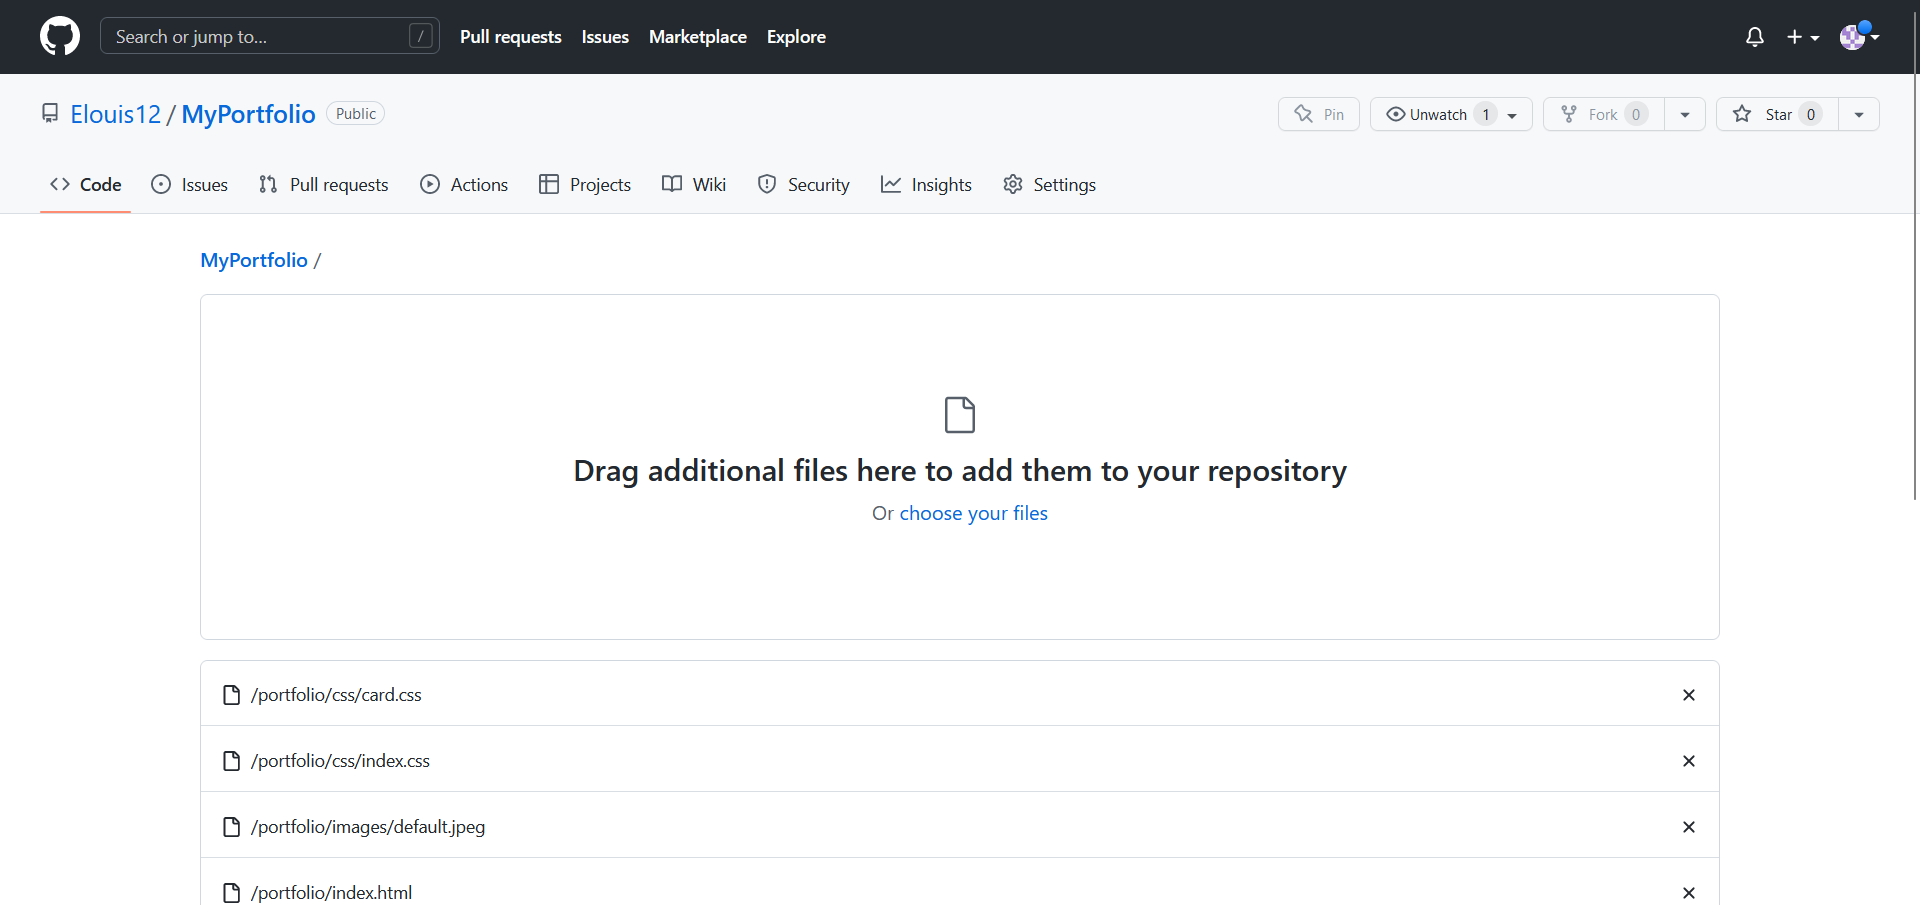 Search or jump to... / Pull requests Issues Marketplace Explore
Elouis12 / MyPortfolio Public Pin Unwatch 1 Fork 0 Star 0
Code Issues Pull requests Actions Projects Wiki Security Insights Settings
MyPortfolio /
Drag additional files here to add them to your repository
Or choose your files
/portfolio/css/card.css
/portfolio/css/index.css
/portfolio/images/default.jpeg
/portfolio/index.html